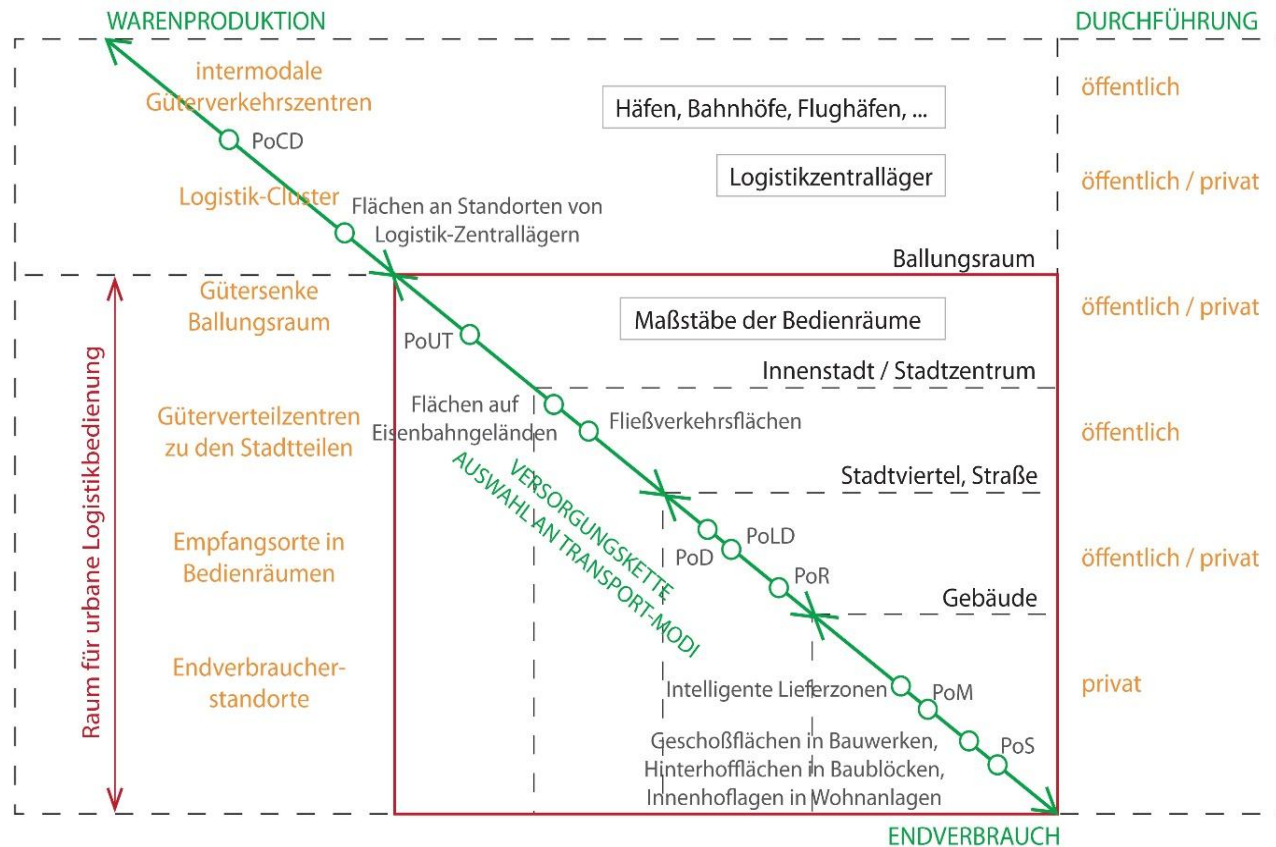 WARENPRODUKTION
DURCHFÜHRUNG
intermodale
Güterverkehrszentren
öffentlich
Häfen, Bahnhöfe, Flughäfen, ...
PoCD
Logistikzentralläger
öffentlich / privat
Logistik-Cluster
Flächen an Standorten von
Logistik-Zentrallägern
Ballungsraum
Gütersenke
Ballungsraum
öffentlich / privat
Maßstäbe der Bedienräume
PoUT
Innenstadt / Stadtzentrum
Flächen auf
Eisenbahngeländen
Fließverkehrsflächen
Güterverteilzentren
zu den Stadtteilen
öffentlich
Stadtviertel, Straße
VERSORGUNGSKETTE
AUSWAHL AN TRANSPORT-MODI
Raum für urbane Logistikbedienung
Empfangsorte in
Bedienräumen
PoD
PoLD
öffentlich / privat
PoR
Gebäude
Endverbraucher-
standorte
Intelligente Lieferzonen
PoM
privat
PoS
Geschoßflächen in Bauwerken,
Hinterhofflächen in Baublöcken,
Innenhoflagen in Wohnanlagen
ENDVERBRAUCH